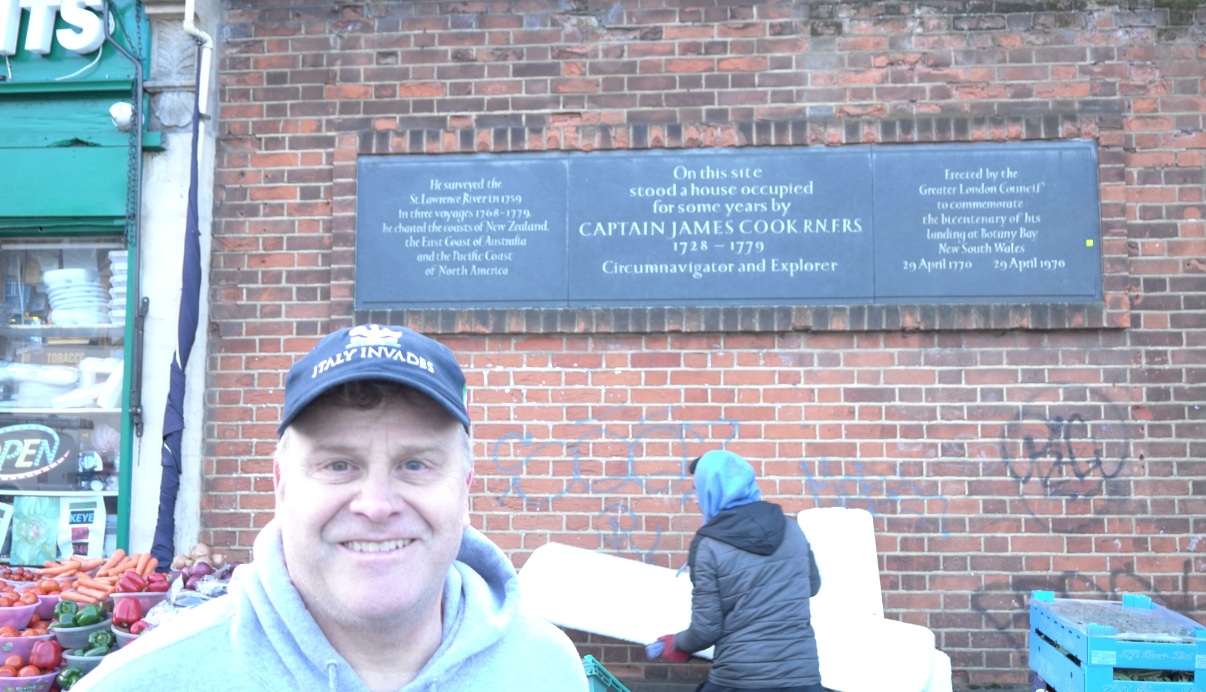 ITS
He surveyed the
St. Lawrence River in 1759
In three voyages 1768-1779,
he charted the coasts of New Zealand,
the East Coast of Australia
and the Pacific Coast
of North America
On this site
stood a house occupied
for some years by
CAPTAIN JAMES COOK R.N. F.R.S.
1728 – 1779
Circumnavigator and Explorer
Erected by the
Greater London Council
to commemorate
the bicentenary of his
landing at Botany Bay
New South Wales
29 April 1770 29 April 1970
ITALY INVADES
TOBACCO
OPEN
KEYE